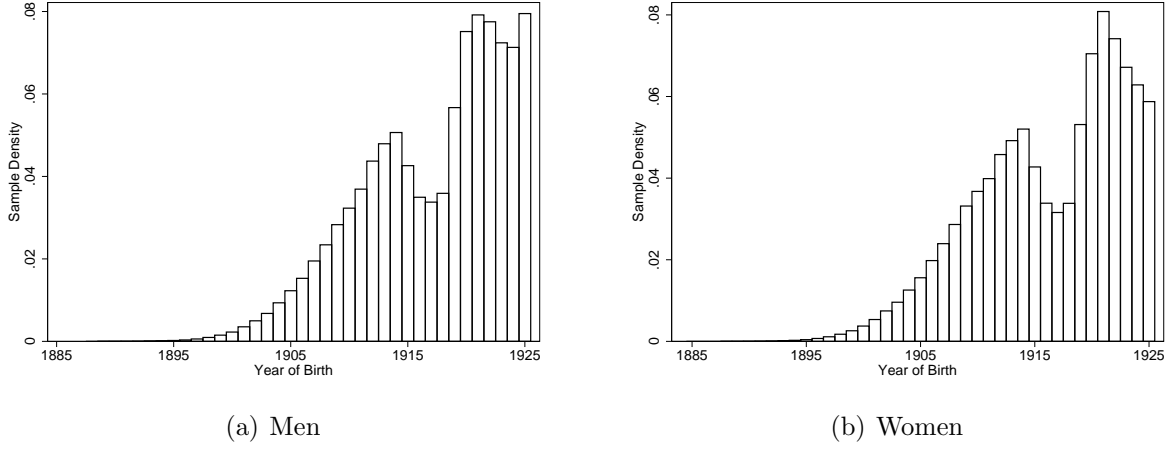 .08
.06
.04
.02
0
Sample Density
1885 1895 1905 1915 1925
Year of Birth
(a) Men
.08
.06
.04
.02
0
Sample Density
1885 1895 1905 1915 1925
Year of Birth
(b) Women